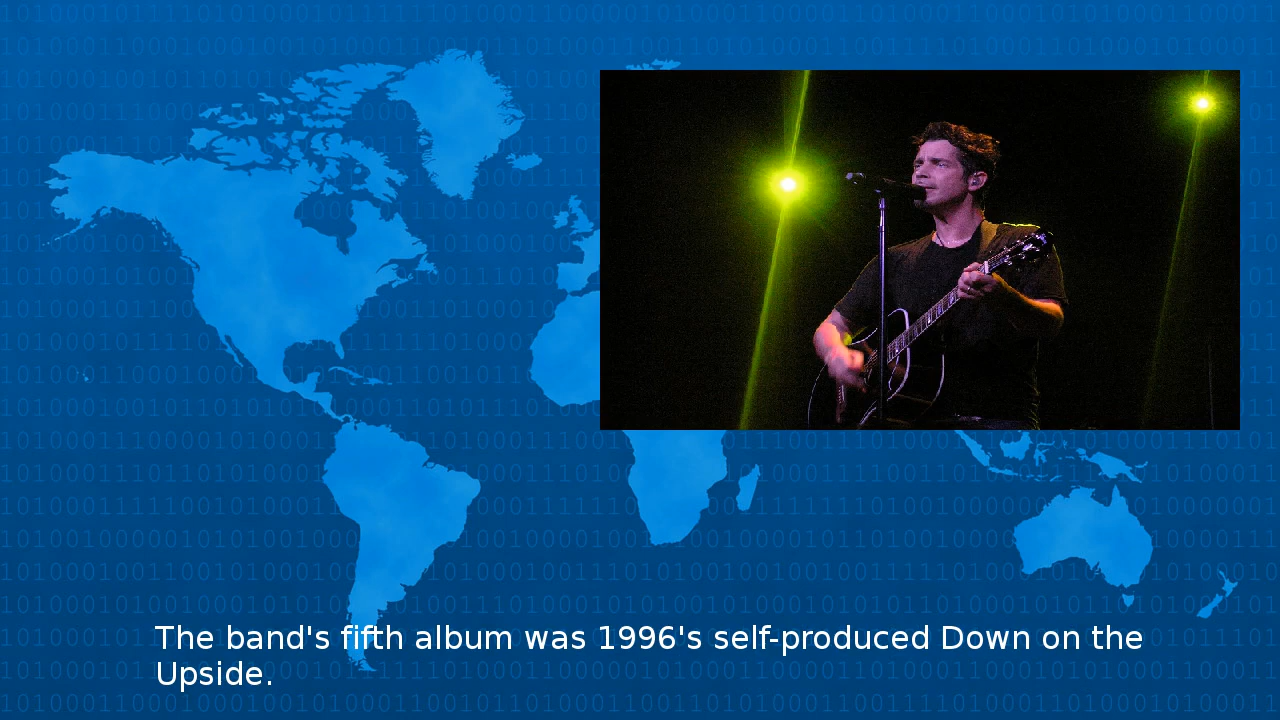 The band's fifth album was 1996's self-produced Down on the
Upside.